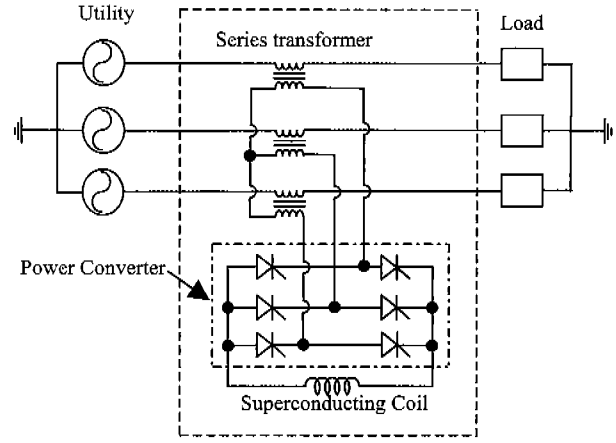 Utility
Series transformer
Load
Power Converter
Superconducting Coil